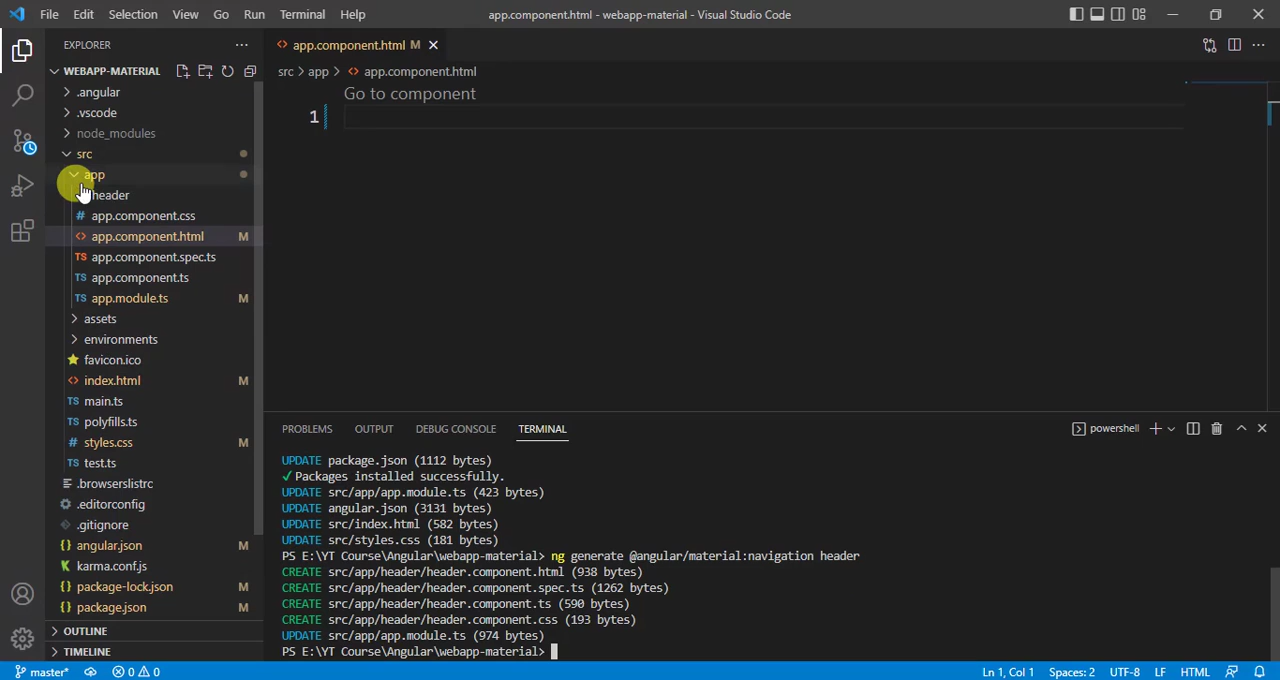 File Edit Selection View Go Run Terminal Help
app.component.html - webapp-material - Visual Studio Code
EXPLORER
WEBAPP-MATERIAL
.angular
.vscode
node_modules
src
app
header
app.component.css
app.component.html M
app.component.spec.ts
app.component.ts
app.module.ts M
assets
environments
favicon.ico
index.html M
main.ts
polyfills.ts
styles.css M
test.ts
.browserslistrc
.editorconfig
.gitignore
angular.json M
karma.conf.js
package-lock.json M
package.json M
OUTLINE
TIMELINE
app.component.html M
src > app > app.component.html
Go to component
1
PROBLEMS OUTPUT DEBUG CONSOLE TERMINAL
powershell
UPDATE package.json (1112 bytes)
✓ Packages installed successfully.
UPDATE src/app/app.module.ts (423 bytes)
UPDATE angular.json (3131 bytes)
UPDATE src/index.html (582 bytes)
UPDATE src/styles.css (181 bytes)
PS E:\YT Course\Angular\webapp-material> ng generate @angular/material:navigation header
CREATE src/app/header/header.component.html (938 bytes)
CREATE src/app/header/header.component.spec.ts (1262 bytes)
CREATE src/app/header/header.component.ts (590 bytes)
CREATE src/app/header/header.component.css (193 bytes)
UPDATE src/app/app.module.ts (974 bytes)
PS E:\YT Course\Angular\webapp-material>
master* 0 0 Ln 1, Col 1 Spaces: 2 UTF-8 LF HTML